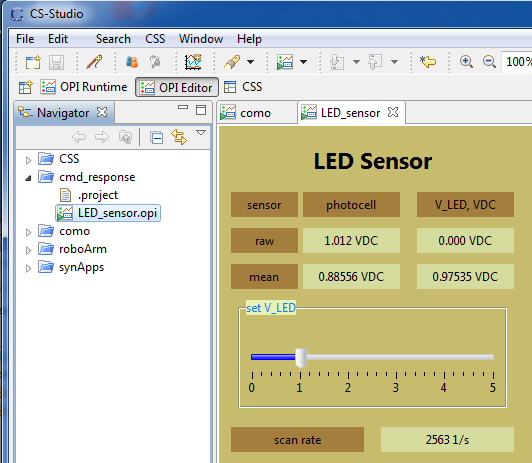 CS-Studio
File Edit Search CSS Window Help
100%
OPI Runtime OPI Editor CSS
Navigator
CSS
cmd_response
.project
LED_sensor.opi
como
roboArm
synApps
como LED_sensor
LED Sensor
sensor photocell V_LED, VDC
raw 1.012 VDC 0.000 VDC
mean 0.88556 VDC 0.97535 VDC
set V_LED
0 1 2 3 4 5
scan rate 2563 1/s